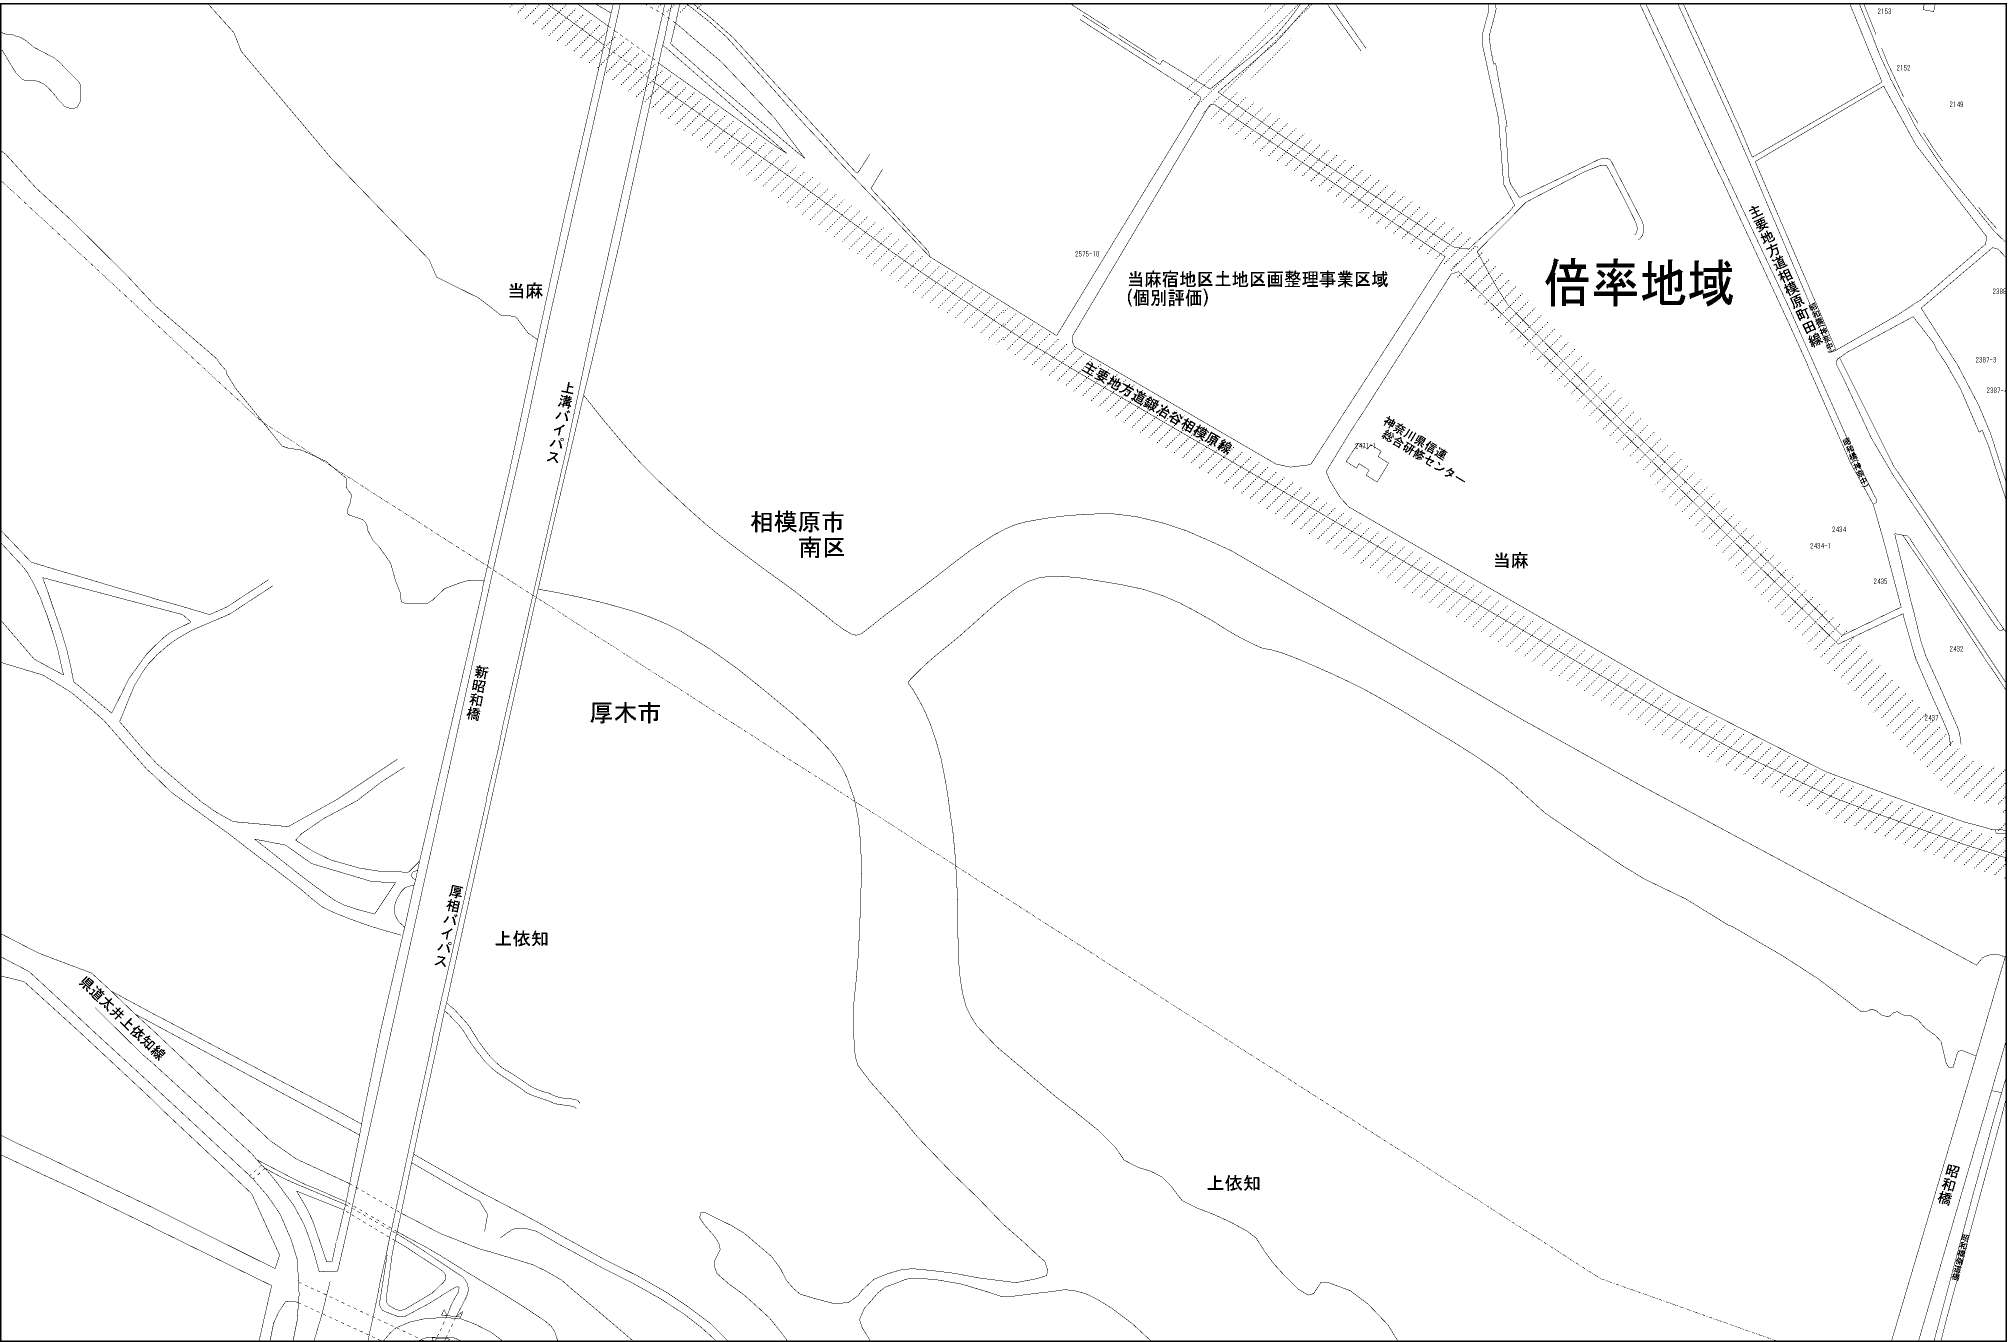 2153
2152
2149
主要地方道相模原町田線
2575-10
当麻宿地区土地区画整理事業区域
(個別評価)
倍率地域
当麻
2387-3
上溝バイパス
主要地方道鍛冶谷相模原線
神奈川県信連
総合研修センター
相模原市
南区
2434
2434-1
当麻
2435
2432
新昭和橋
厚木市
2437
厚相バイパス
上依知
県道太井上依知線
上依知
昭和橋